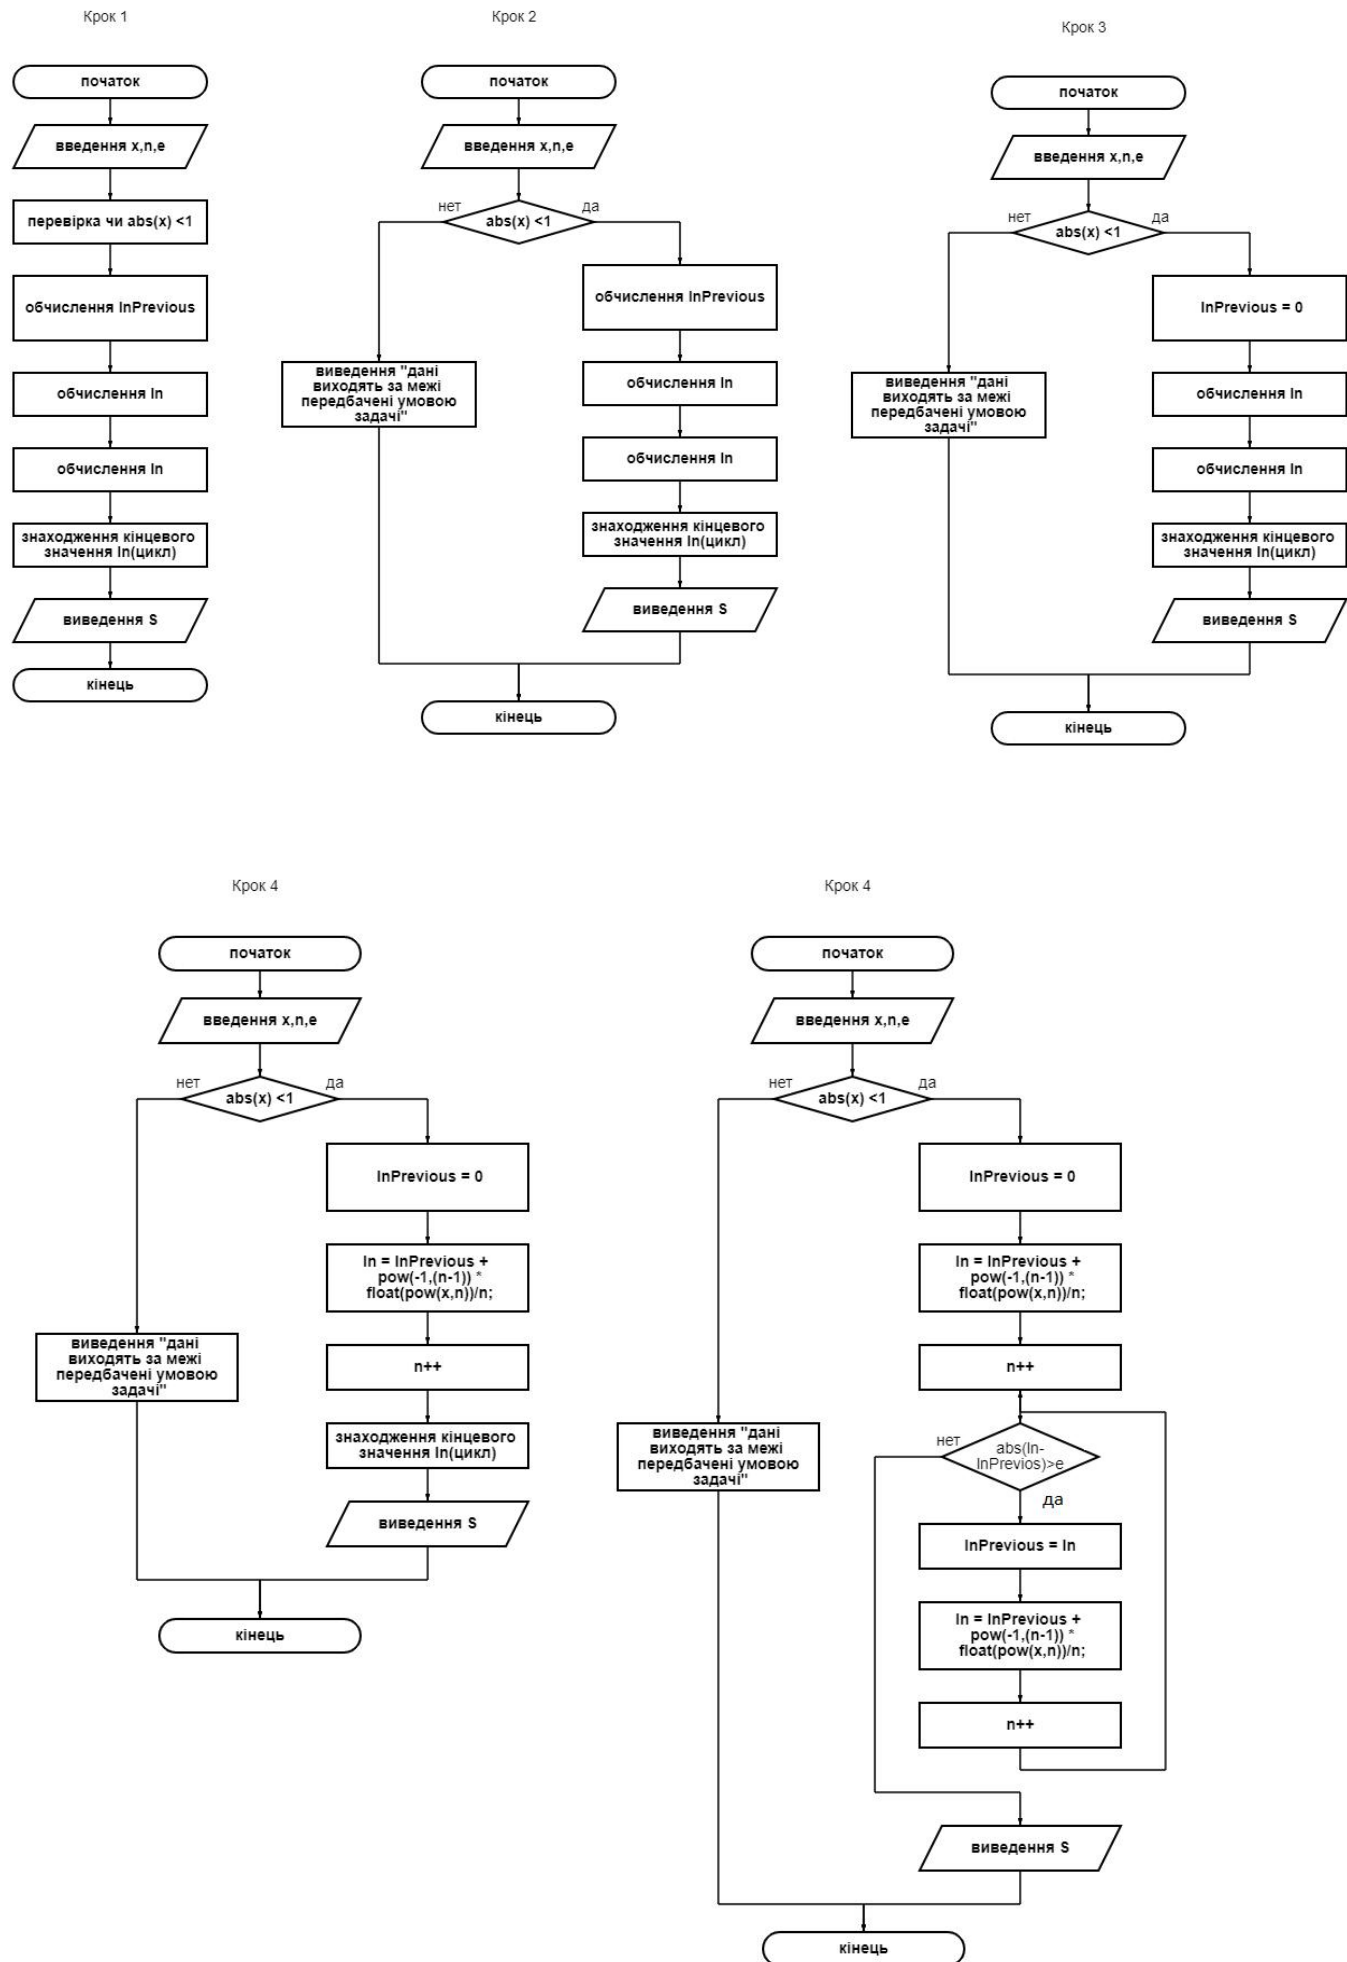 Крок 1
початок
введення x,n,e
перевірка чи abs(x) <1
обчислення lnPrevious
обчислення ln
обчислення ln
знаходження кінцевого
значення ln(цикл)
виведення S
кінець
Крок 2
початок
введення x,n,e
нет
да
abs(x) <1
обчислення lnPrevious
виведення "дані
виходять за межі
передбачені умовою
задачі"
обчислення ln
обчислення ln
знаходження кінцевого
значення ln(цикл)
виведення S
кінець
Крок 3
початок
введення x,n,e
нет
да
abs(x) <1
lnPrevious = 0
виведення "дані
виходять за межі
передбачені умовою
задачі"
обчислення ln
обчислення ln
знаходження кінцевого
значення ln(цикл)
виведення S
кінець
Крок 4
початок
введення x,n,e
нет
да
abs(x) <1
lnPrevious = 0
ln = lnPrevious +
pow(-1,(n-1)) *
float(pow(x,n))/n;
виведення "дані
виходять за межі
передбачені умовою
задачі"
n++
знаходження кінцевого
значення ln(цикл)
виведення S
кінець
Крок 4
початок
введення x,n,e
нет
да
abs(x) <1
lnPrevious = 0
ln = lnPrevious +
pow(-1,(n-1)) *
float(pow(x,n))/n;
n++
виведення "дані
виходять за межі
передбачені умовою
задачі"
нет
abs(ln-
lnPrevios)>e
да
lnPrevious = ln
ln = lnPrevious +
pow(-1,(n-1)) *
float(pow(x,n))/n;
n++
виведення S
кінець